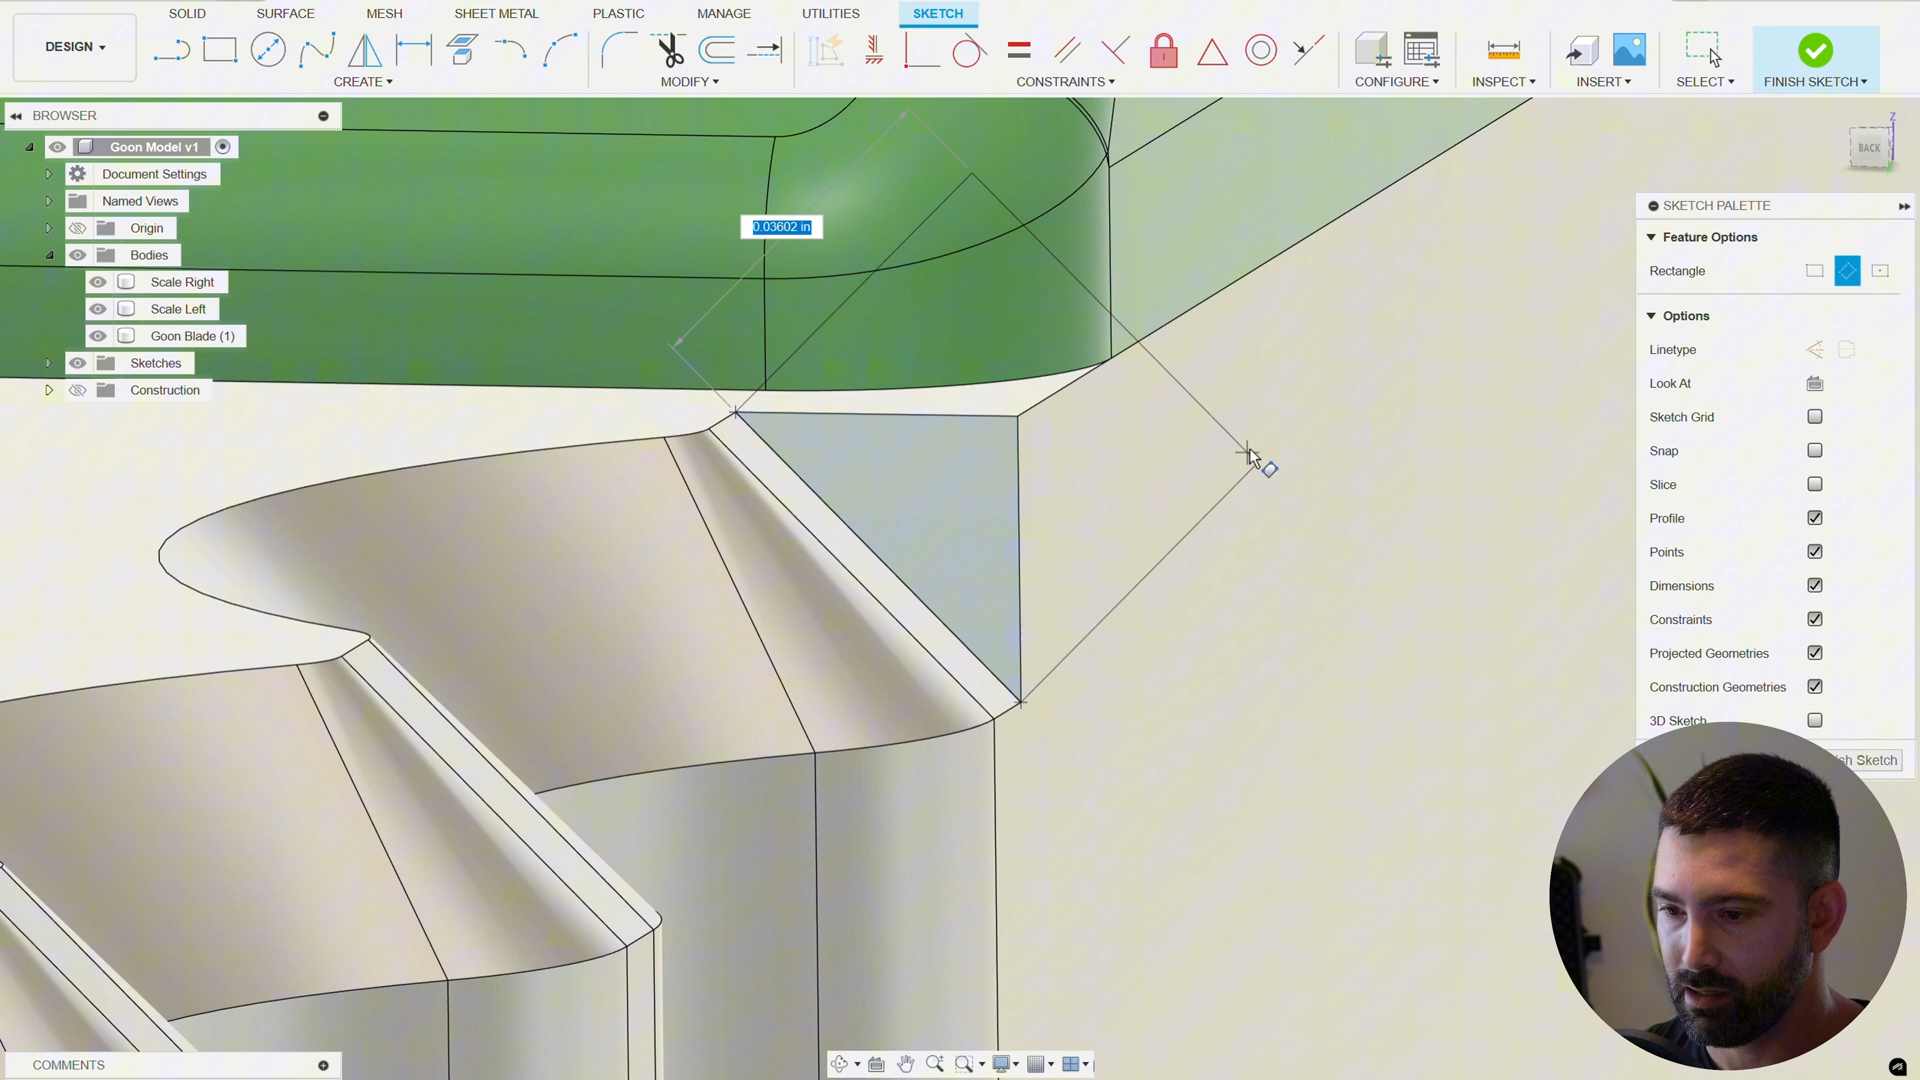 SOLID SURFACE MESH SHEET METAL PLASTIC MANAGE UTILITIES SKETCH
DESIGN
CREATE MODIFY CONSTRAINTS CONFIGURE INSPECT INSERT SELECT FINISH SKETCH
BROWSER
Goon Model v1
Document Settings
Named Views
Origin
Bodies
Scale Right
Scale Left
Goon Blade (1)
Sketches
Construction
0.03602 in
Z
BACK
SKETCH PALETTE
Feature Options
Rectangle
Options
Linetype
Look At
Sketch Grid
Snap
Slice
Profile
Points
Dimensions
Constraints
Projected Geometries
Construction Geometries
3D Sketch
Sketch
COMMENTS